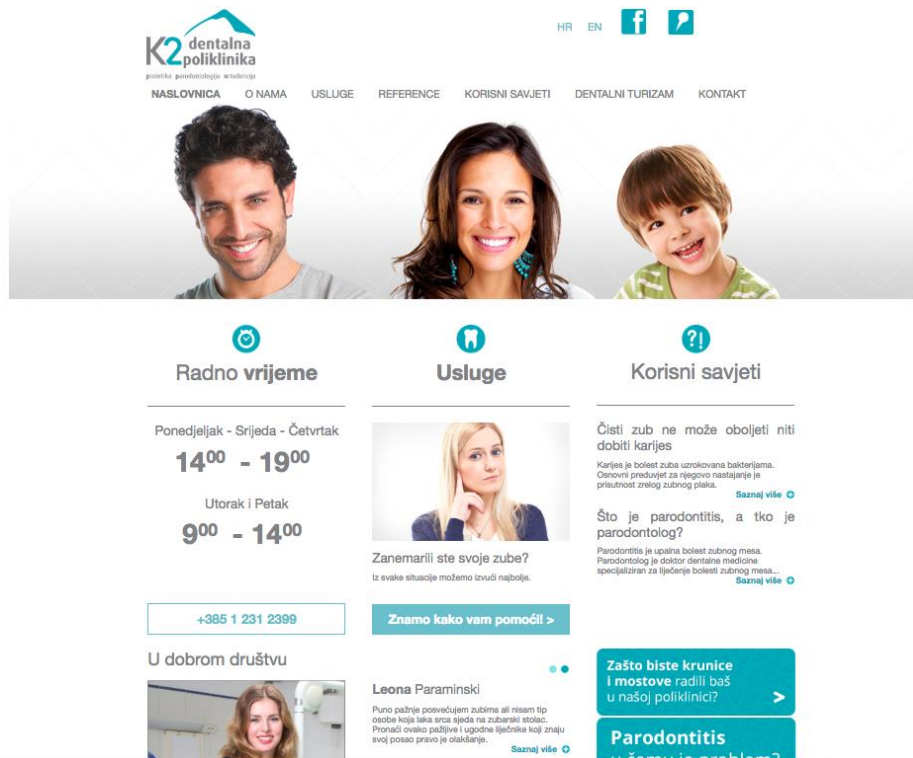 HR EN
K2 dentalna
poliklinika
protetika parodontologija ortodoncija
NASLOVNICA O NAMA USLUGE REFERENCE KORISNI SAVJETI DENTALNI TURIZAM KONTAKT
Radno vrijeme
Ponedjeljak - Srijeda - Četvrtak
14⁰⁰ - 19⁰⁰
Utorak i Petak
9⁰⁰ - 14⁰⁰
+385 1 231 2399
Usluge
Zanemarili ste svoje zube?
Iz svake situacije možemo izvući najbolje.
Znamo kako vam pomoći! >
Korisni savjeti
Čisti zub ne može oboljeti niti
dobiti karijes
Karijes je bolest zuba uzrokovana bakterijama.
Osnovni preduvjet za njegovo nastajanje je
prisutnost zrelog zubnog plaka.
Saznaj više
Što je parodontitis, a tko je
parodontolog?
Parodontitis je upalna bolest zubnog mesa.
Parodontolog je doktor dentalne medicine
specijaliziran za liječenje bolesti zubnog mesa...
Saznaj više
U dobrom društvu
Leona Paraminski
Puno pažnje posvećujem zubima ali nisam tip
osobe koja laka srca sjeda na zubarski stolac.
Pronaći ovako pažljive i ugodne liječnike koji znaju
svoj posao pravo je olakšanje.
Saznaj više
Zašto biste krunice
i mostove radili baš
u našoj poliklinici? >
Parodontitis
u čemu je problem?